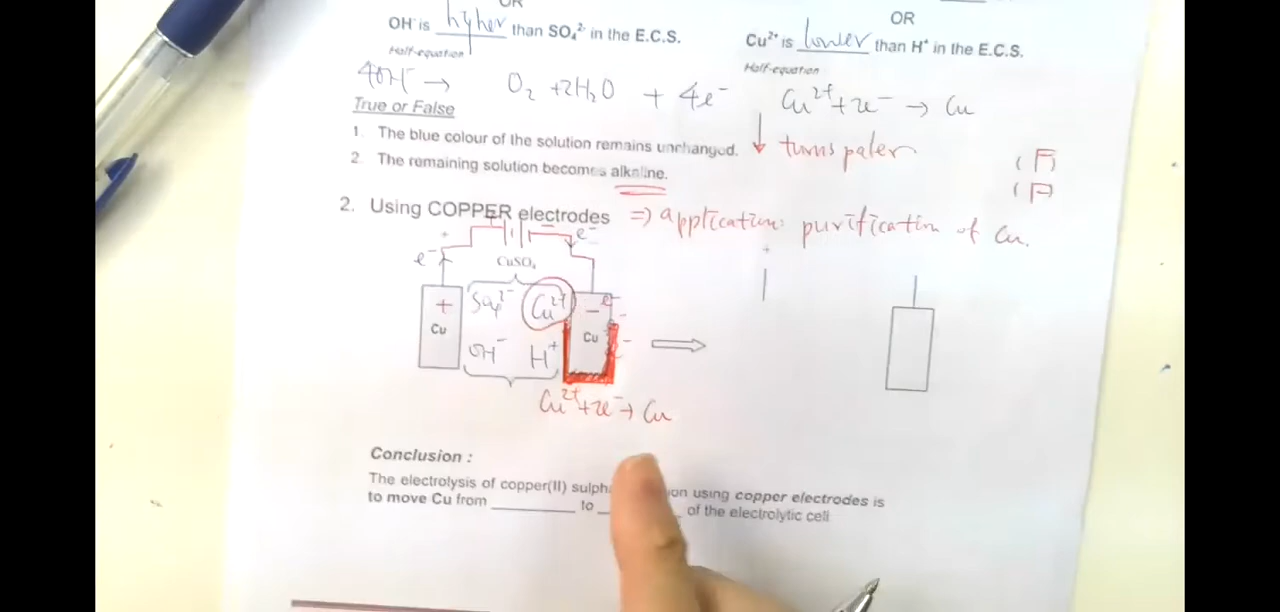 OR
OR
OH⁻ is higher than SO₄²⁻ in the E.C.S.
Cu²⁺ is lower than H⁺ in the E.C.S.
Half-equation
Half-equation
4OH⁻ → O₂ + 2H₂O + 4e⁻
Cu²⁺ + 2e⁻ → Cu
True or False
1. The blue colour of the solution remains unchanged. ↓ turns paler (F)
2. The remaining solution becomes alkaline. (F)
2. Using COPPER electrodes ⇒ application: purification of Cu.
+ −
e⁻ e⁻
CuSO₄
+ SO₄²⁻ Cu²⁺ − e⁻
Cu Cu
OH⁻ H⁺
Cu²⁺ + 2e⁻ → Cu
+
Conclusion :
The electrolysis of copper(II) using copper electrodes is
to move Cu from ________ to ________ of the electrolytic cell